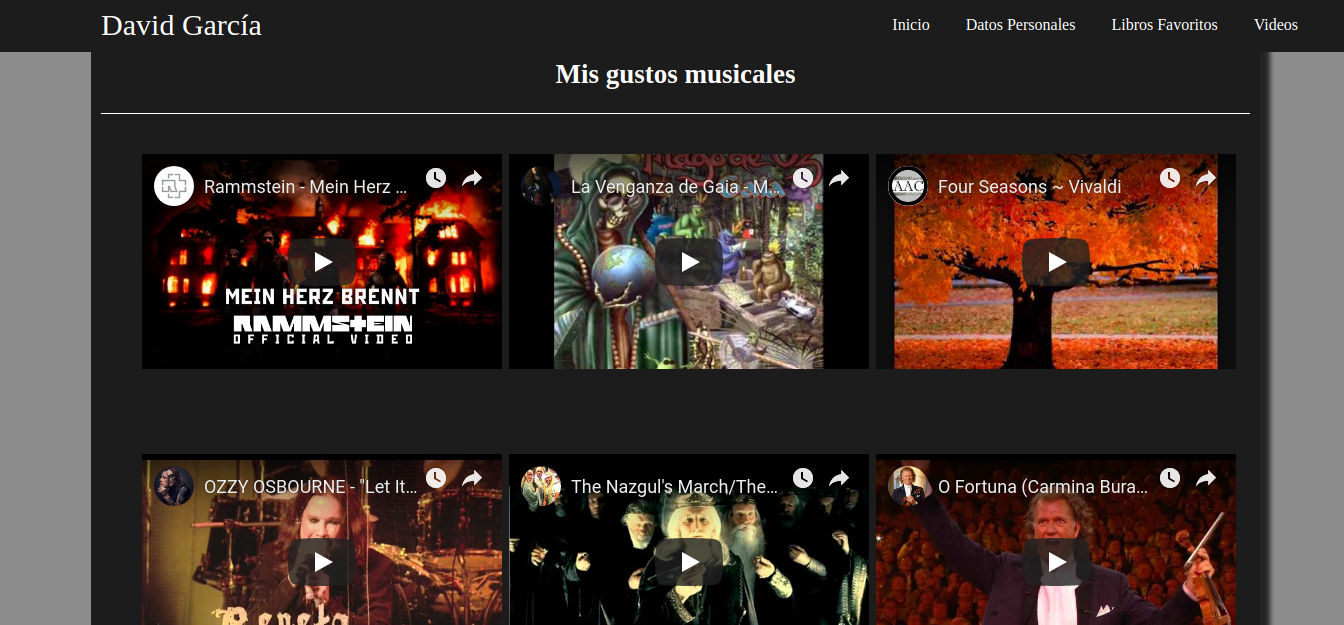 David García
Inicio Datos Personales Libros Favoritos Videos
Mis gustos musicales
Rammstein - Mein Herz ...
La Venganza de Gaia - M...
AAC
Four Seasons ~ Vivaldi
MEIN HERZ BRENNT
RAMMSTEIN
OFFICIAL VIDEO
OZZY OSBOURNE - "Let It...
The Nazgul's March/The...
O Fortuna (Carmina Bura...